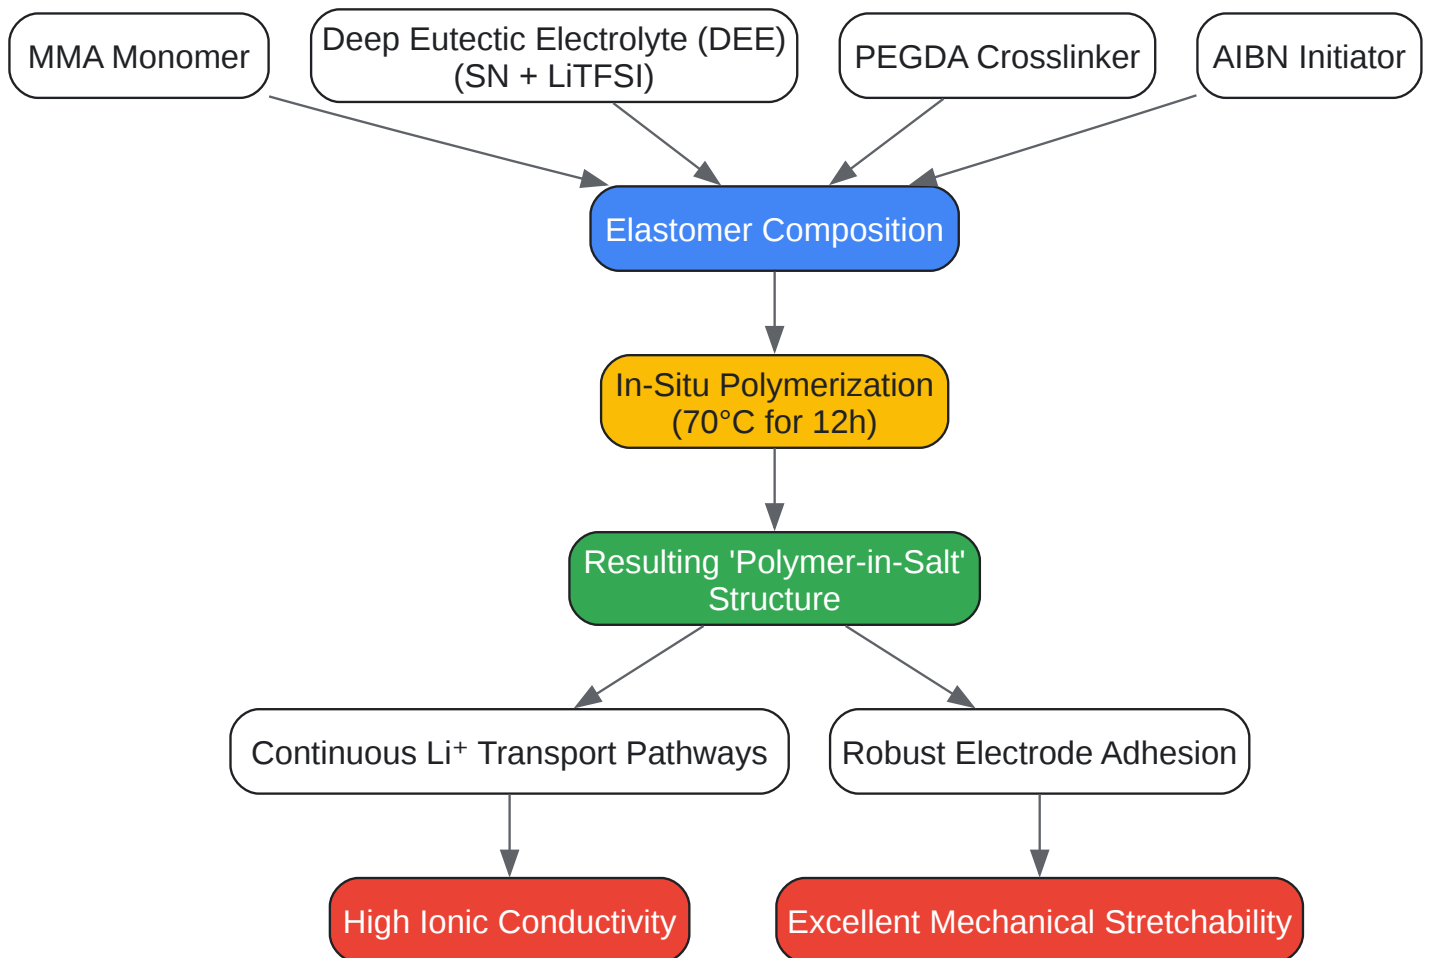 MMA Monomer
Deep Eutectic Electrolyte (DEE)
(SN + LiTFSI)
PEGDA Crosslinker
AIBN Initiator
Elastomer Composition
In-Situ Polymerization
(70°C for 12h)
Resulting 'Polymer-in-Salt'
Structure
Continuous Li⁺ Transport Pathways
Robust Electrode Adhesion
High Ionic Conductivity
Excellent Mechanical Stretchability